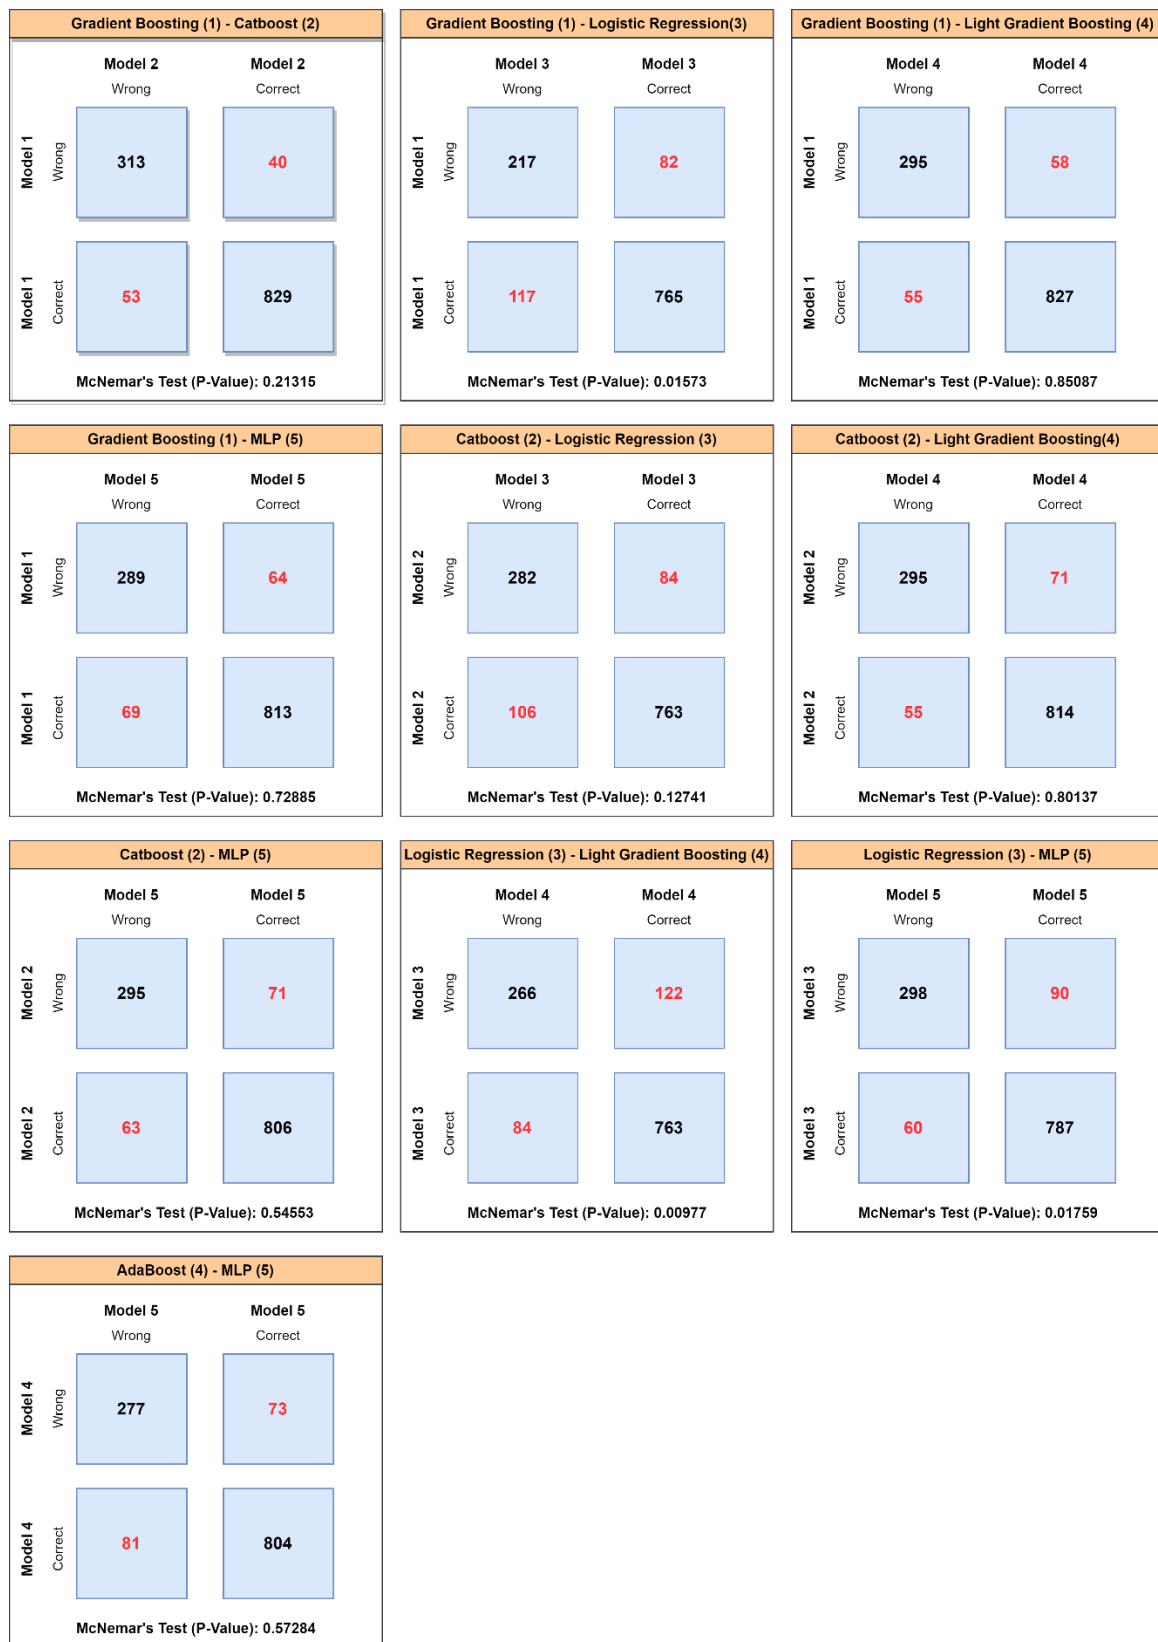 Gradient Boosting (1) - Catboost (2)
Model 2 Model 2
Wrong Correct
Model 1 Wrong 313 40
Model 1 Correct 53 829
McNemar's Test (P-Value): 0.21315
Gradient Boosting (1) - Logistic Regression(3)
Model 3 Model 3
Wrong Correct
Model 1 Wrong 217 82
Model 1 Correct 117 765
McNemar's Test (P-Value): 0.01573
Gradient Boosting (1) - Light Gradient Boosting (4)
Model 4 Model 4
Wrong Correct
Model 1 Wrong 295 58
Model 1 Correct 55 827
McNemar's Test (P-Value): 0.85087
Gradient Boosting (1) - MLP (5)
Model 5 Model 5
Wrong Correct
Model 1 Wrong 289 64
Model 1 Correct 69 813
McNemar's Test (P-Value): 0.72885
Catboost (2) - Logistic Regression (3)
Model 3 Model 3
Wrong Correct
Model 2 Wrong 282 84
Model 2 Correct 106 763
McNemar's Test (P-Value): 0.12741
Catboost (2) - Light Gradient Boosting(4)
Model 4 Model 4
Wrong Correct
Model 2 Wrong 295 71
Model 2 Correct 55 814
McNemar's Test (P-Value): 0.80137
Catboost (2) - MLP (5)
Model 5 Model 5
Wrong Correct
Model 2 Wrong 295 71
Model 2 Correct 63 806
McNemar's Test (P-Value): 0.54553
Logistic Regression (3) - Light Gradient Boosting (4)
Model 4 Model 4
Wrong Correct
Model 3 Wrong 266 122
Model 3 Correct 84 763
McNemar's Test (P-Value): 0.00977
Logistic Regression (3) - MLP (5)
Model 5 Model 5
Wrong Correct
Model 3 Wrong 298 90
Model 3 Correct 60 787
McNemar's Test (P-Value): 0.01759
AdaBoost (4) - MLP (5)
Model 5 Model 5
Wrong Correct
Model 4 Wrong 277 73
Model 4 Correct 81 804
McNemar's Test (P-Value): 0.57284